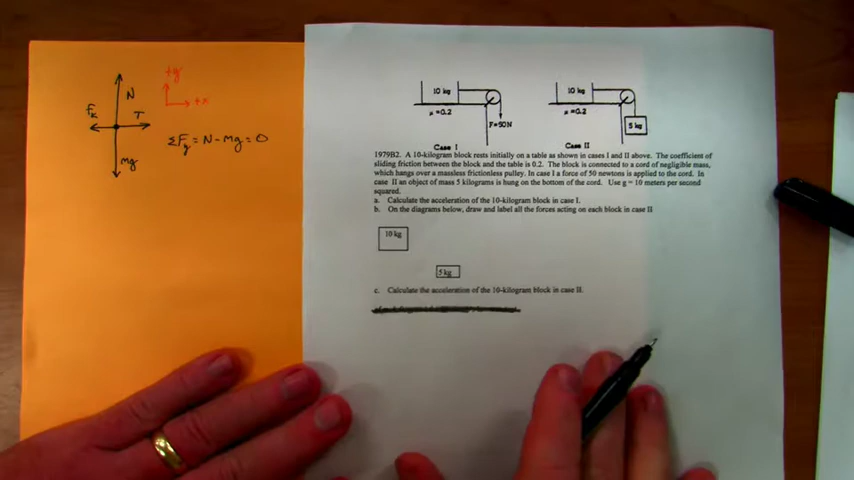 N
+y
fk
T
+x
ΣFy = N - Mg = 0
mg
10 kg
μ=0.2
F=50N
Case I
10 kg
μ=0.2
5 kg
Case II
1979B2. A 10-kilogram block rests initially on a table as shown in cases I and II above. The coefficient of
sliding friction between the block and the table is 0.2. The block is connected to a cord of negligible mass,
which hangs over a massless frictionless pulley. In case I a force of 50 newtons is applied to the cord. In
case II an object of mass 5 kilograms is hung on the bottom of the cord. Use g = 10 meters per second
squared.
a. Calculate the acceleration of the 10-kilogram block in case I.
b. On the diagrams below, draw and label all the forces acting on each block in case II
10 kg
5 kg
c. Calculate the acceleration of the 10-kilogram block in case II.